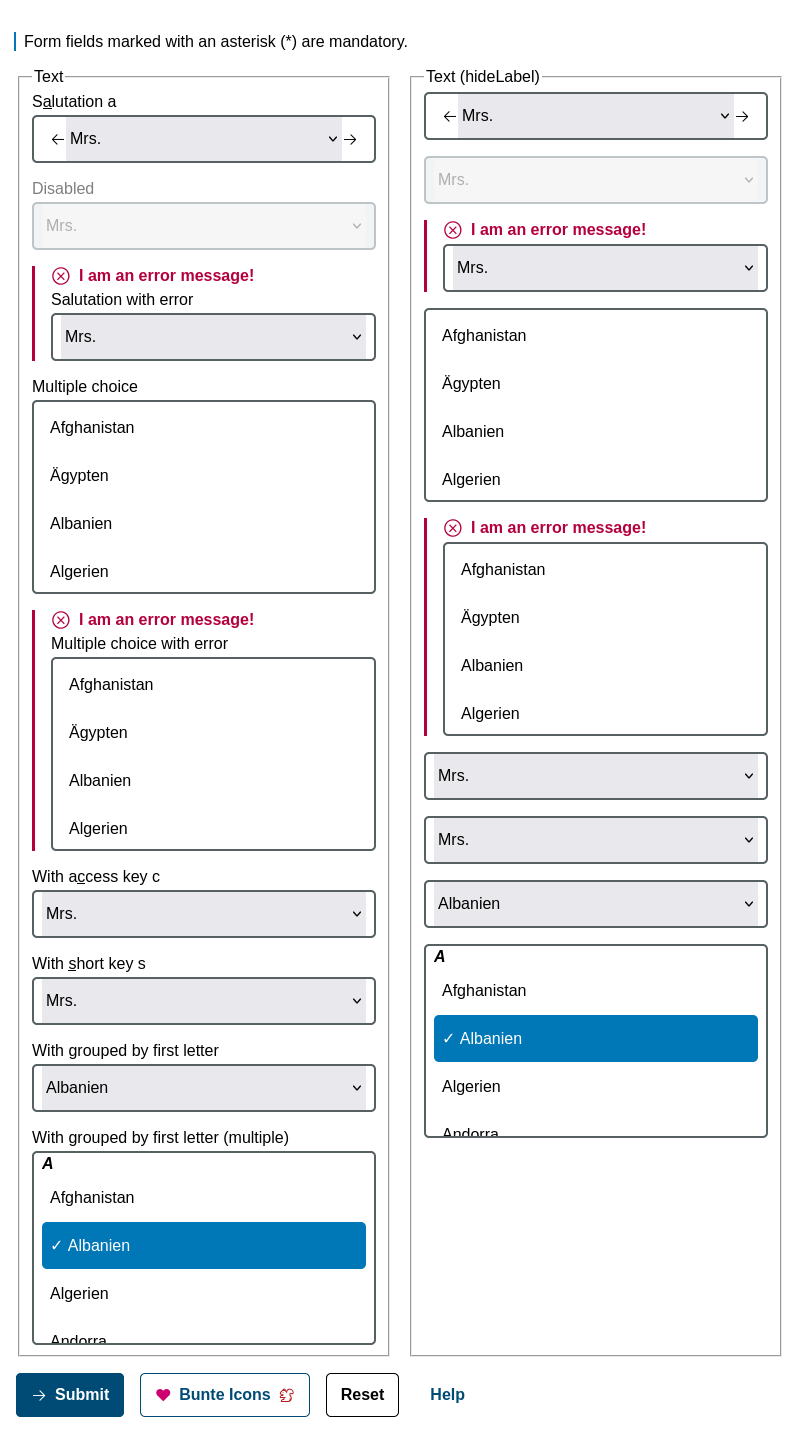 Form fields marked with an asterisk (*) are mandatory.
Text
Salutation a
Mrs.
Disabled
Mrs.
I am an error message!
Salutation with error
Mrs.
Multiple choice
Afghanistan
Ägypten
Albanien
Algerien
I am an error message!
Multiple choice with error
Afghanistan
Ägypten
Albanien
Algerien
With access key c
Mrs.
With short key s
Mrs.
With grouped by first letter
Albanien
With grouped by first letter (multiple)
A
Afghanistan
✓ Albanien
Algerien
Andorra
Text (hideLabel)
Mrs.
Mrs.
I am an error message!
Mrs.
Afghanistan
Ägypten
Albanien
Algerien
I am an error message!
Afghanistan
Ägypten
Albanien
Algerien
Mrs.
Mrs.
Albanien
A
Afghanistan
✓ Albanien
Algerien
Andorra
Submit
Bunte Icons
Reset
Help